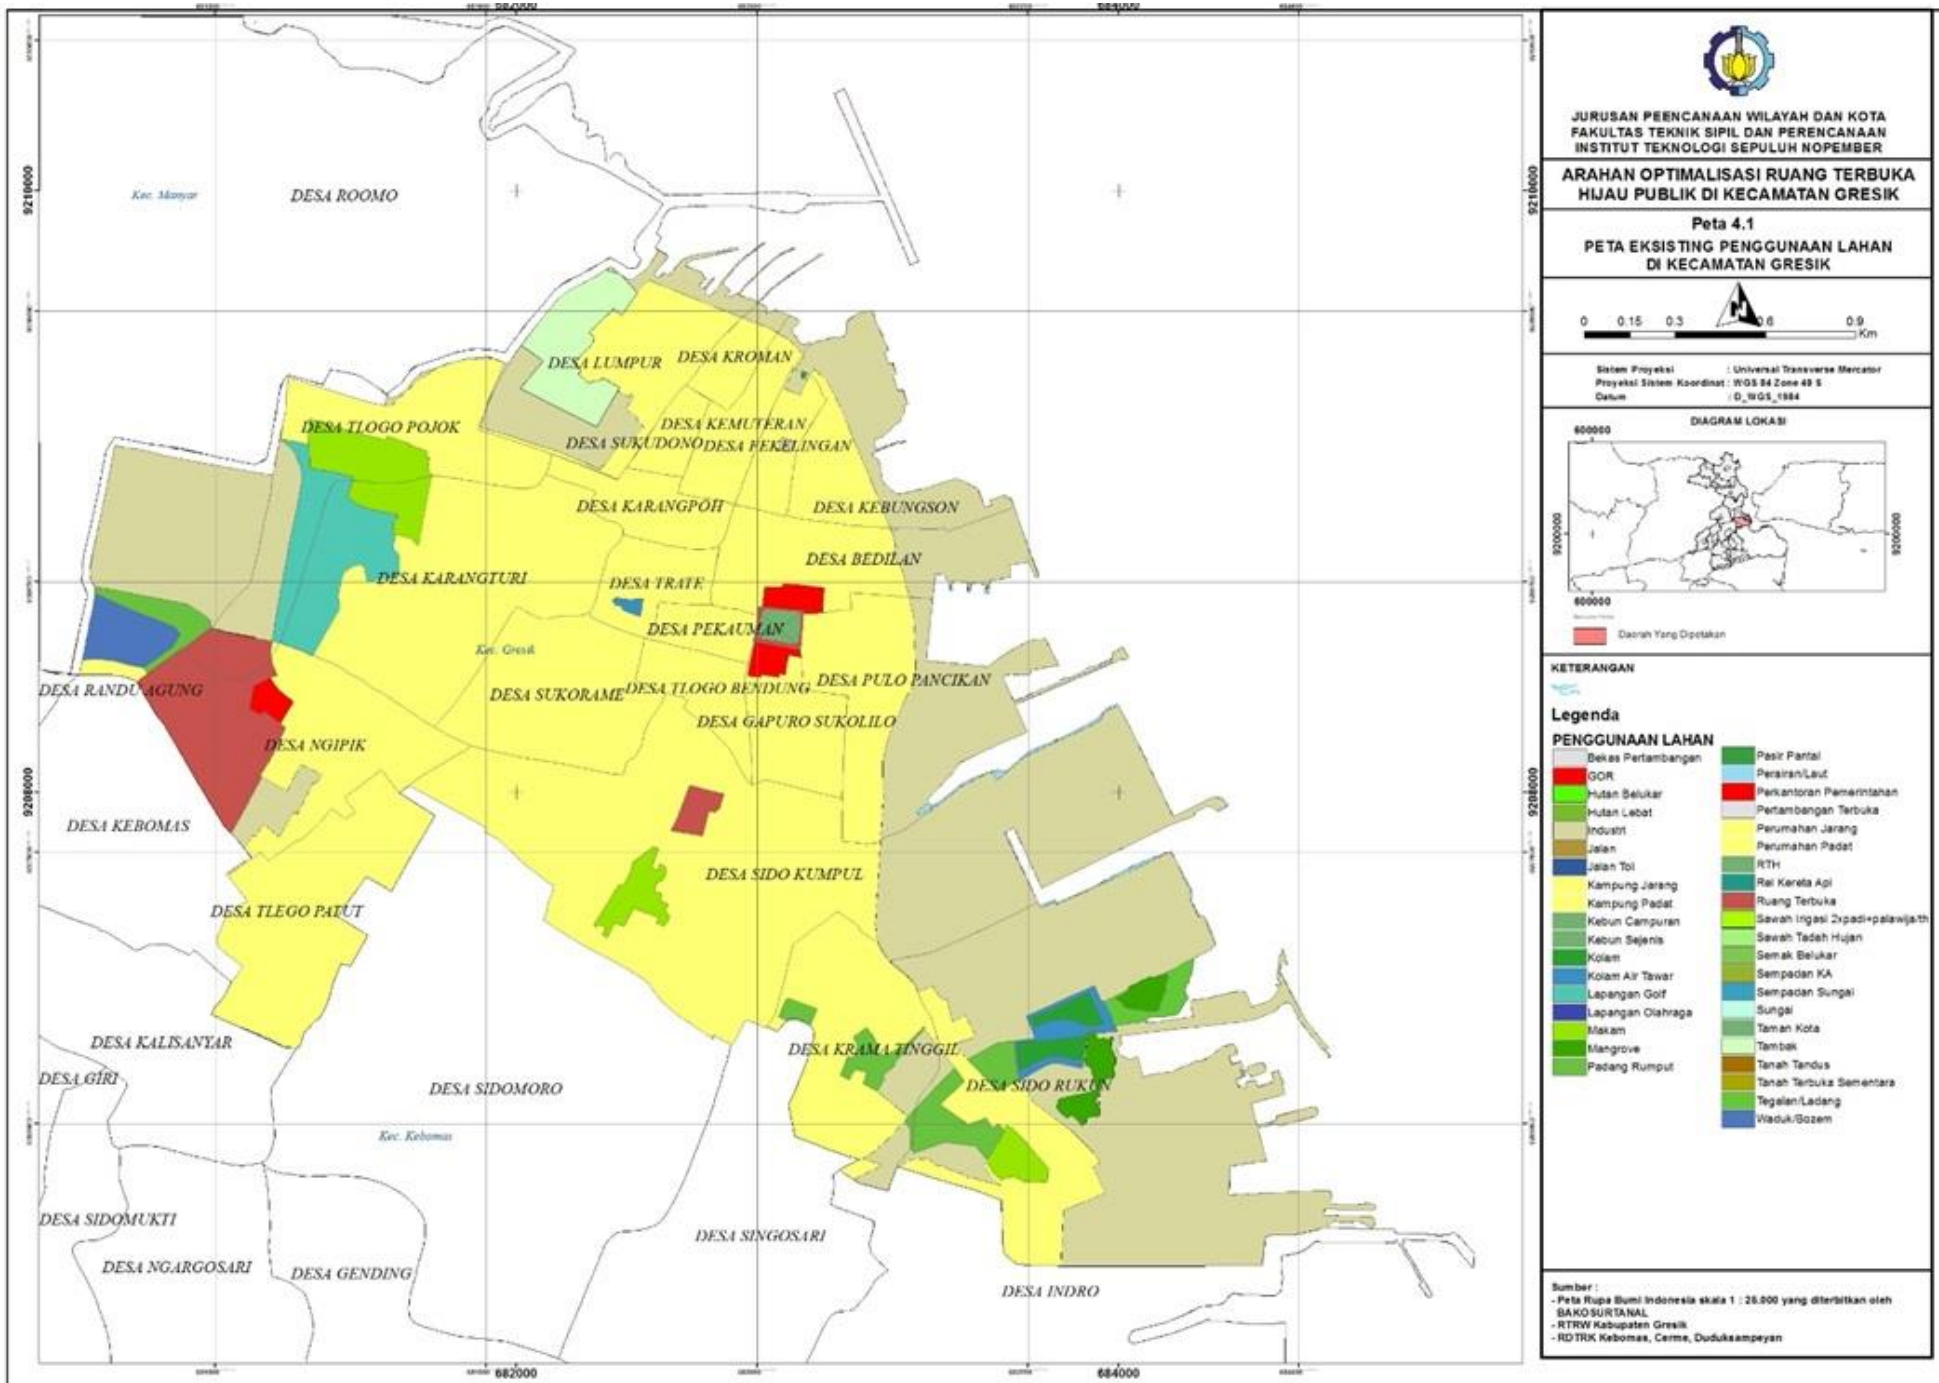 682000
684000
9210000
9210000
Kec. Manyar
DESA ROOMO
DESA LUMPUR
DESA KROMAN
DESA TLOGO POJOK
DESA KEMUTERAN
DESA SUKUDONO
DESA PEKELINGAN
DESA KARANGPOH
DESA KEBUNGSON
DESA BEDILAN
DESA KARANGTURI
DESA TRATE
DESA PEKAUMAN
Kec. Gresik
DESA RANDU AGUNG
DESA SUKORAME
DESA TLOGO BENDUNG
DESA PULO PANCIKAN
DESA GAPURO SUKOLILO
DESA NGIPIK
9208000
9208000
DESA KEBOMAS
DESA SIDO KUMPUL
DESA TLEGO PATUT
DESA KALISANYAR
DESA KRAMA TINGGIL
DESA GIRI
DESA SIDOMORO
DESA SIDO RUKUN
Kec. Kebomas
DESA SIDOMUKTI
DESA SINGOSARI
DESA NGARGOSARI
DESA GENDING
DESA INDRO
682000
684000
JURUSAN PEENCANAAN WILAYAH DAN KOTA
FAKULTAS TEKNIK SIPIL DAN PERENCANAAN
INSTITUT TEKNOLOGI SEPULUH NOPEMBER
ARAHAN OPTIMALISASI RUANG TERBUKA
HIJAU PUBLIK DI KECAMATAN GRESIK
Peta 4.1
PETA EKSISTING PENGGUNAAN LAHAN
DI KECAMATAN GRESIK
N
0 0.15 0.3 0.6 0.9
Km
Sistem Proyeksi : Universal Transverse Mercator
Proyeksi Sistem Koordinat : WGS 84 Zone 49 S
Datum : D_WGS_1984
DIAGRAM LOKASI
600000
9200000
9200000
600000
Daerah Yang Dipetakan
KETERANGAN
Legenda
PENGGUNAAN LAHAN
Bekas Pertambangan
GOR
Hutan Belukar
Hutan Lebat
Industri
Jalan
Jalan Tol
Kampung Jarang
Kampung Padat
Kebun Campuran
Kebun Sejenis
Kolam
Kolam Air Tawar
Lapangan Golf
Lapangan Olahraga
Makam
Mangrove
Padang Rumput
Pasir Pantai
Perairan/Laut
Perkantoran Pemerintahan
Pertambangan Terbuka
Perumahan Jarang
Perumahan Padat
RTH
Rel Kereta Api
Ruang Terbuka
Sawah Irigasi 2xpadi+palawija/th
Sawah Tadah Hujan
Semak Belukar
Sempadan KA
Sempadan Sungai
Sungai
Taman Kota
Tambak
Tanah Tandus
Tanah Terbuka Sementara
Tegalan/Ladang
Waduk/Bozem
Sumber :
- Peta Rupa Bumi Indonesia skala 1 : 25.000 yang diterbitkan oleh
BAKOSURTANAL
- RTRW Kabupaten Gresik
- RDTRK Kebomas, Cerme, Duduksampeyan